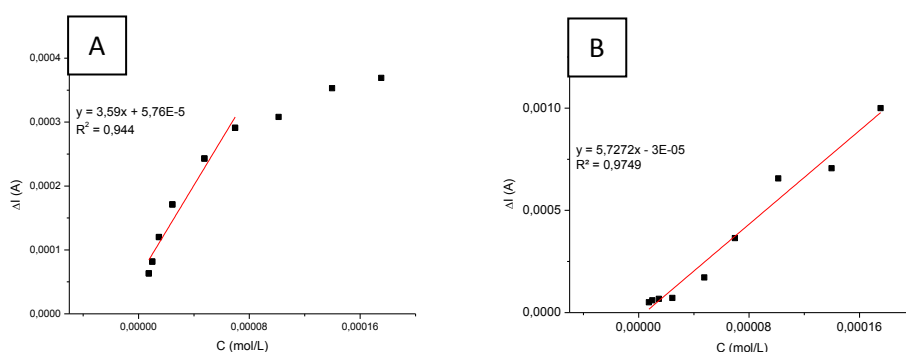 A
0,0004
y = 3,59x + 5,76E-5
R² = 0,944
0,0003
ΔI (A)
0,0002
0,0001
0,0000
0,00000
0,00008
0,00016
C (mol/L)
B
0,0010
y = 5,7272x - 3E-05
R² = 0,9749
ΔI (A)
0,0005
0,0000
0,00000
0,00008
0,00016
C (mol/L)